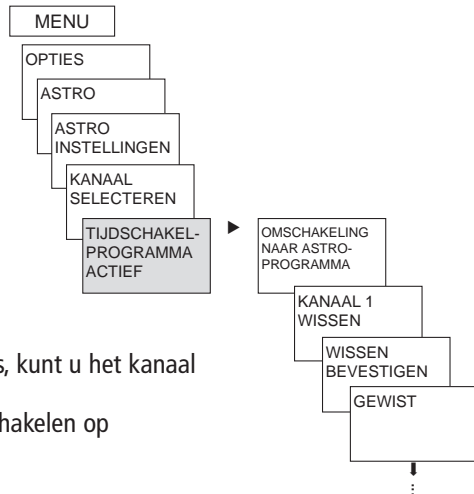 MENU
OPTIES
ASTRO
ASTRO
INSTELLINGEN
KANAAL
SELECTEREN
TIJDSCHAKEL-
PROGRAMMA
ACTIEF
OMSCHAKELING
NAAR ASTRO-
PROGRAMMA
KANAAL 1
WISSEN
WISSEN
BEVESTIGEN
GEWIST
s, kunt u het kanaal
hakelen op